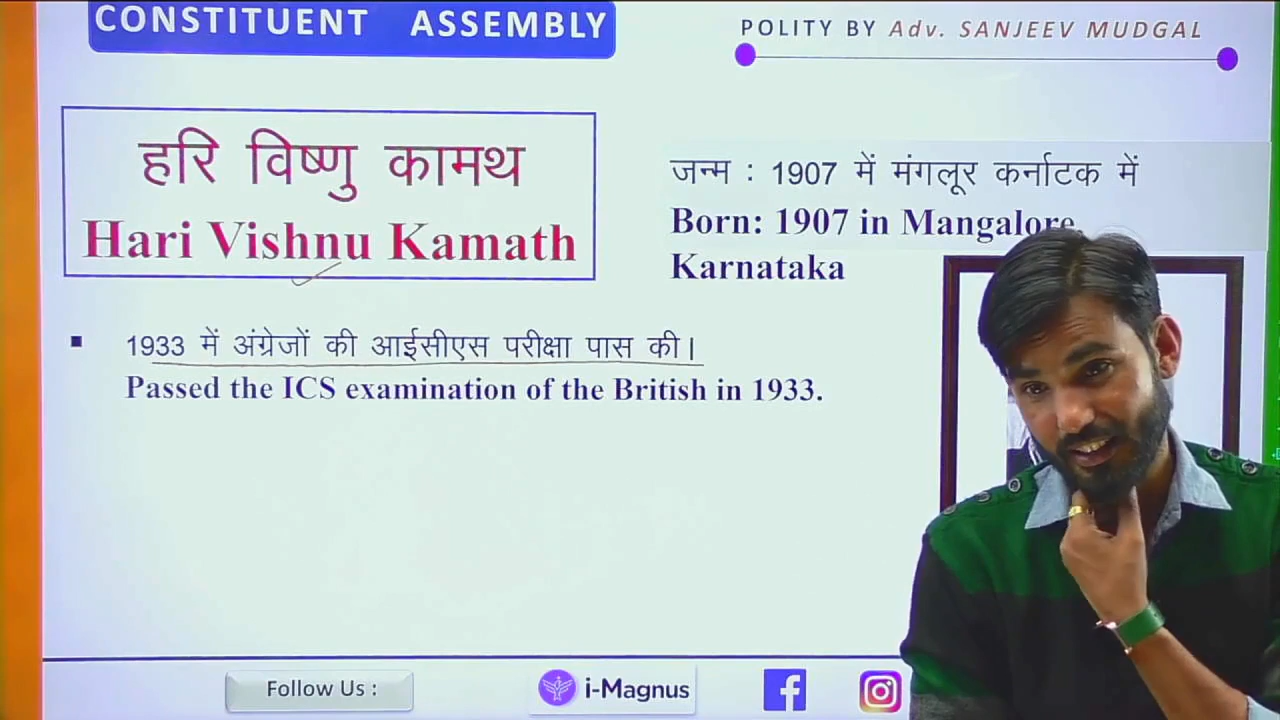 CONSTITUENT ASSEMBLY
POLITY BY Adv. SANJEEV MUDGAL
हरि विष्णु कामथ
Hari Vishnu Kamath
जन्म : 1907 में मंगलूर कर्नाटक में
Born: 1907 in Mangalore
Karnataka
1933 में अंग्रेजों की आईसीएस परीक्षा पास की।
Passed the ICS examination of the British in 1933.
Follow Us :
i-Magnus